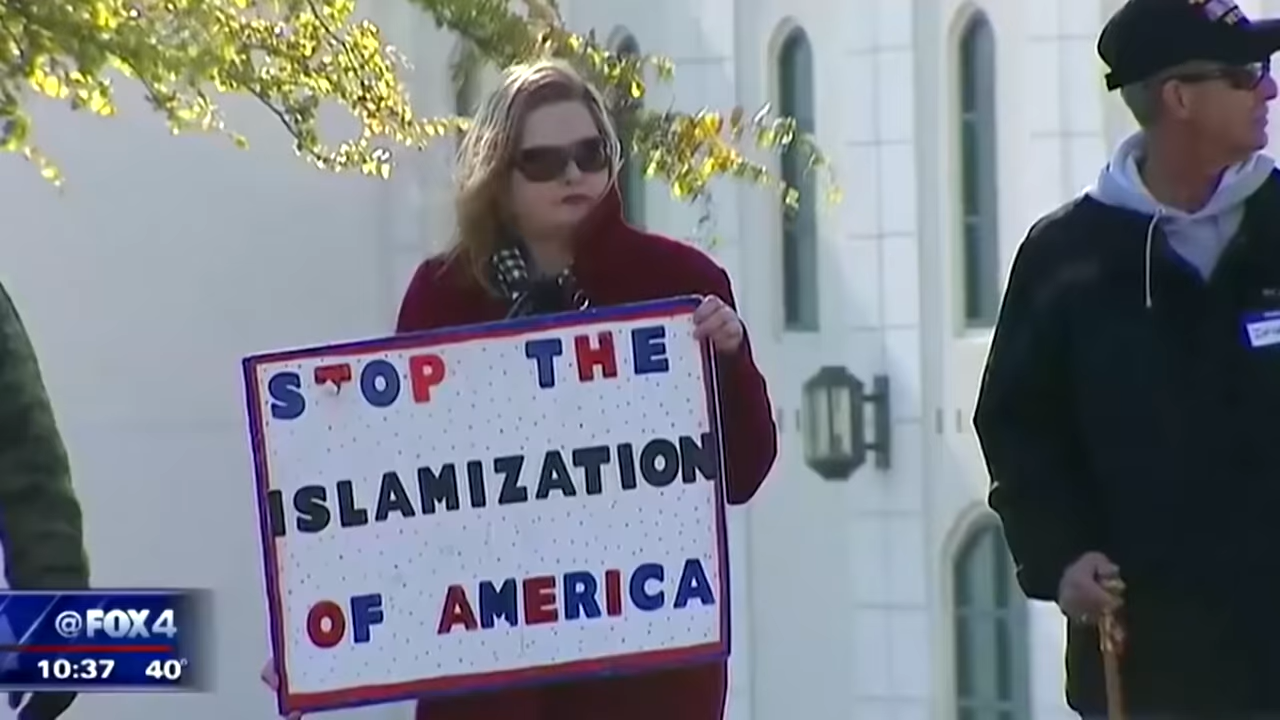 STOP THE
ISLAMIZATION
OF AMERICA
@FOX4
10:37 40°